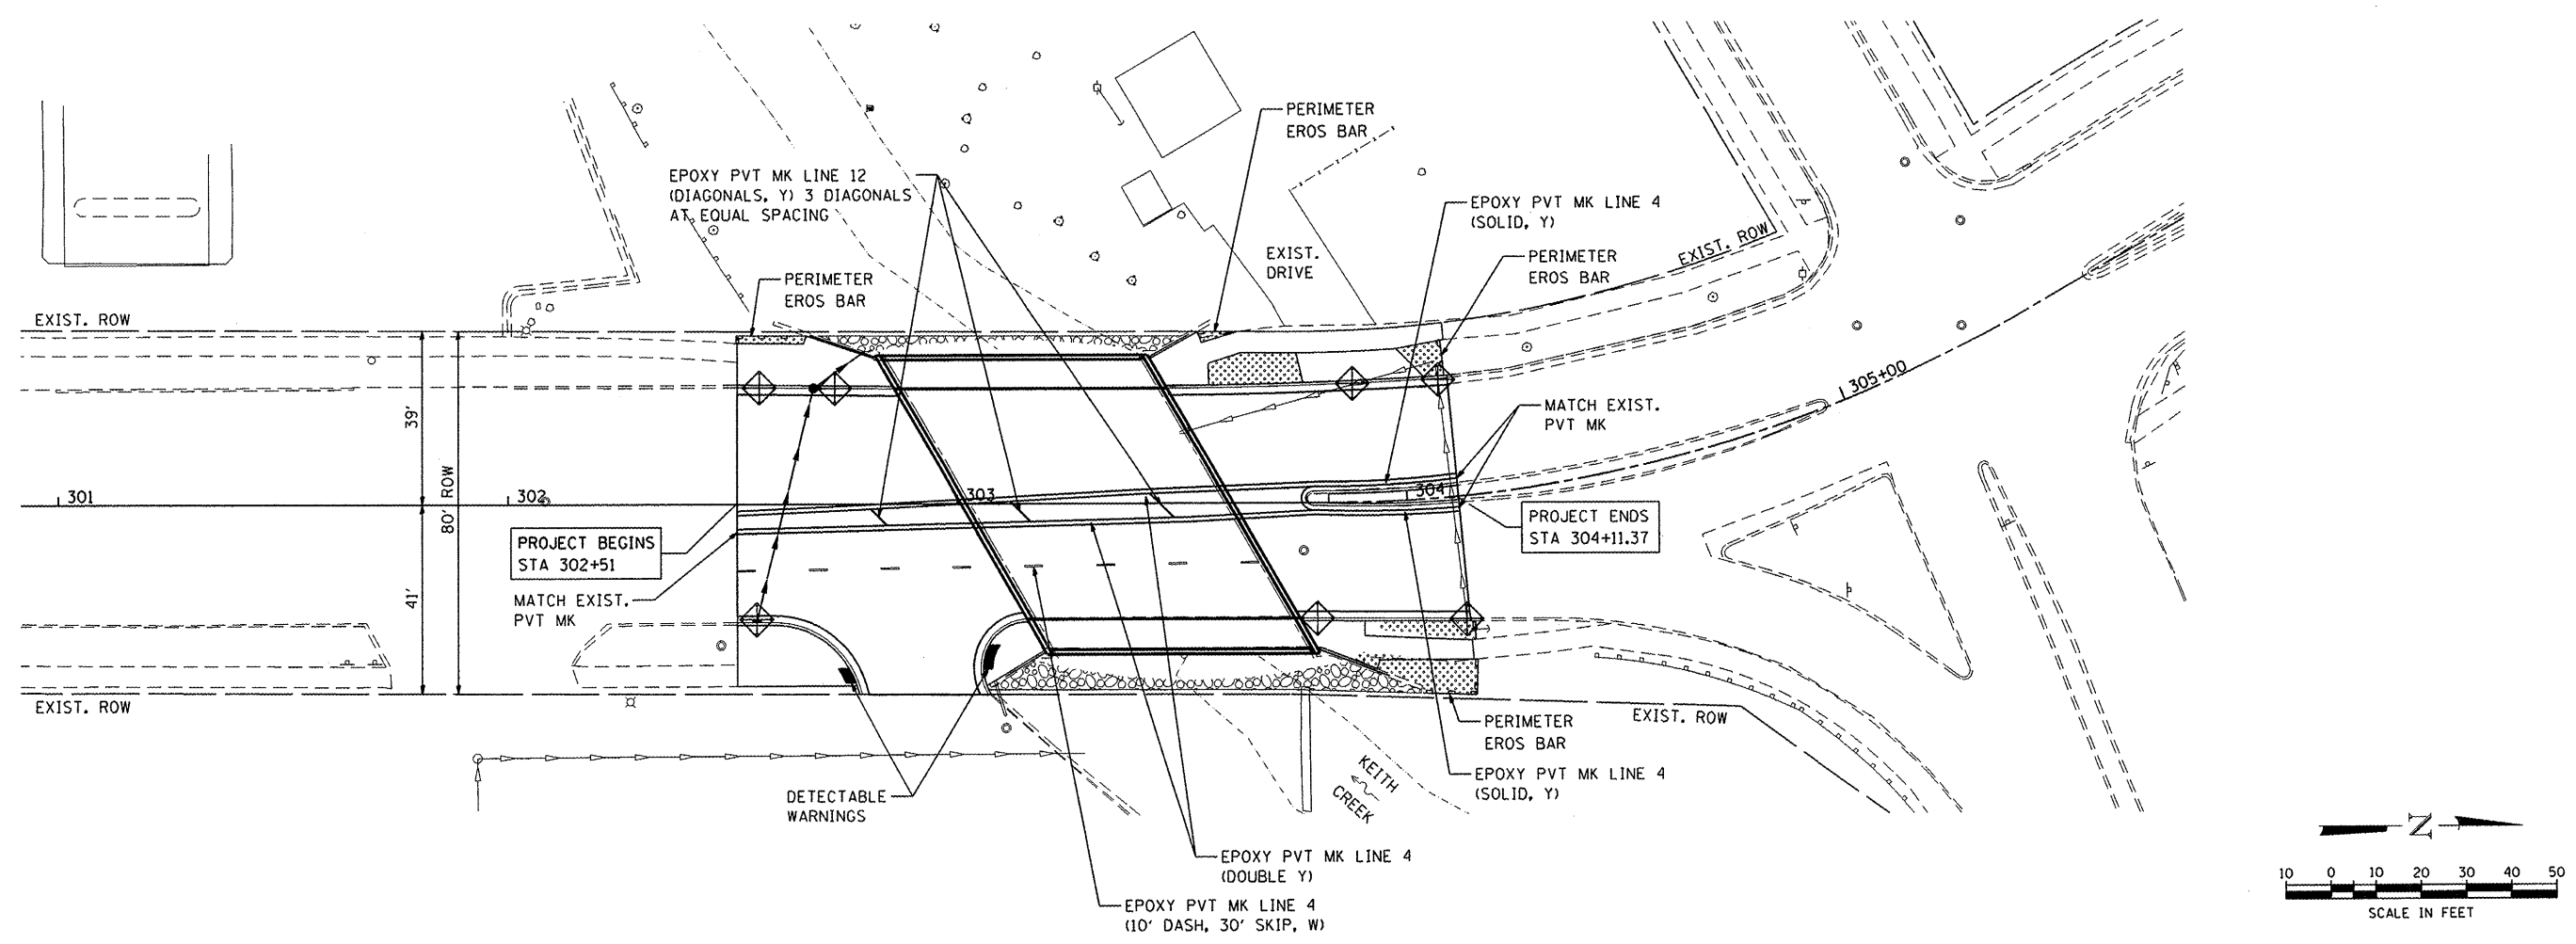 PERIMETER
EROS BAR
EPOXY PVT MK LINE 12
(DIAGONALS, Y) 3 DIAGONALS
AT EQUAL SPACING
EPOXY PVT MK LINE 4
(SOLID, Y)
EXIST. ROW
EXIST.
DRIVE
PERIMETER
EROS BAR
PERIMETER
EROS BAR
EXIST. ROW
305+00
39'
MATCH EXIST.
PVT MK
80' ROW
301
302
303
304
PROJECT BEGINS
STA 302+51
PROJECT ENDS
STA 304+11.37
41'
MATCH EXIST.
PVT MK
EXIST. ROW
EXIST. ROW
PERIMETER
EROS BAR
KEITH
CREEK
EPOXY PVT MK LINE 4
(SOLID, Y)
DETECTABLE
WARNINGS
EPOXY PVT MK LINE 4
(DOUBLE Y)
EPOXY PVT MK LINE 4
(10' DASH, 30' SKIP, W)
Z
10 0 10 20 30 40 50
SCALE IN FEET